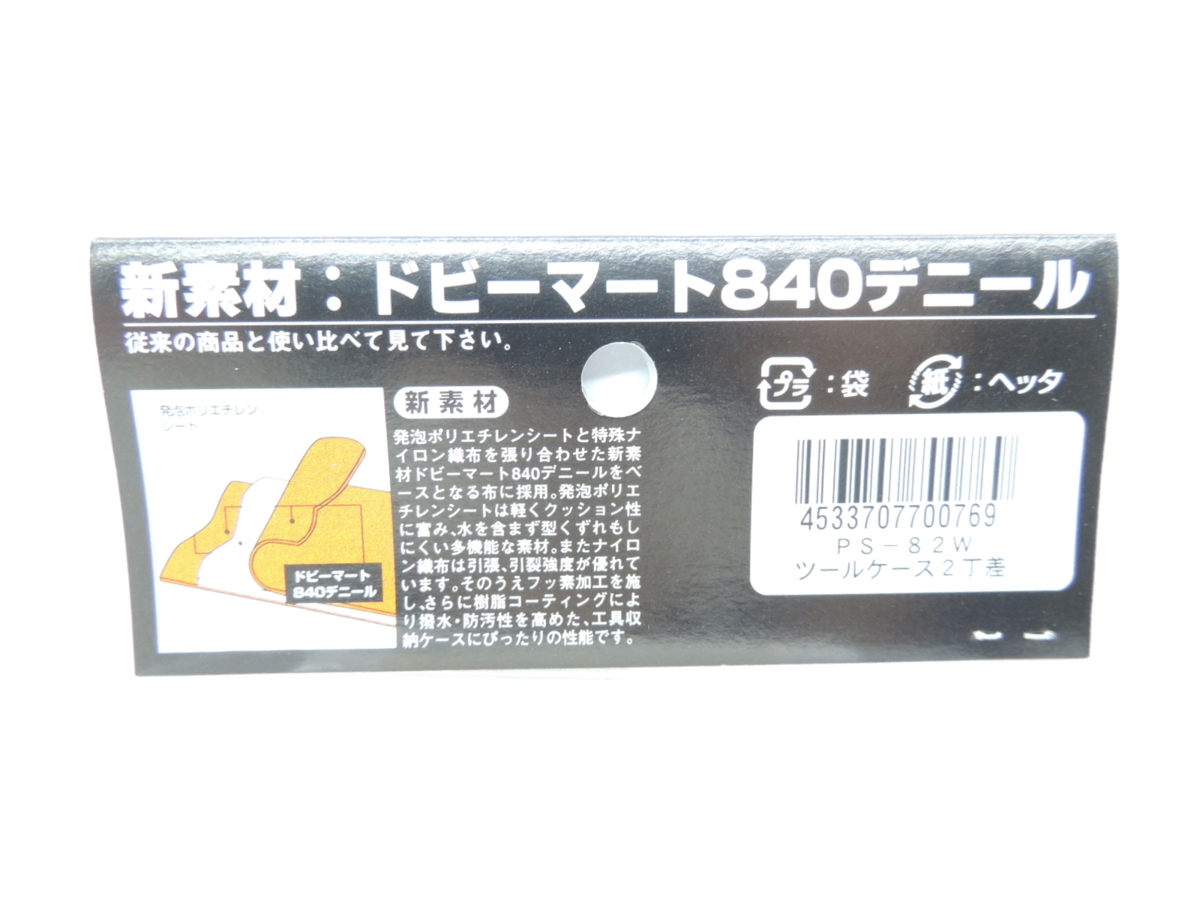 新素材：ドビーマート840デニール
従来の商品と使い比べて見て下さい。
発泡ポリエチレン
シート
ドビーマート
840デニール
新素材
発泡ポリエチレンシートと特殊ナ
イロン織布を張り合わせた新素
材ドビーマート840デニールをベ
ースとなる布に採用。発泡ポリエ
チレンシートは軽くクッション性
に富み、水を含まず型くずれもし
にくい多機能な素材。またナイロ
ン織布は引張、引裂強度が優れて
います。そのうえフッ素加工を施
し、さらに樹脂コーティングによ
り撥水・防汚性を高めた、工具収
納ケースにぴったりの性能です。
プラ：袋 紙：ヘッタ
4533707700769
PS-82W
ツールケース2丁差